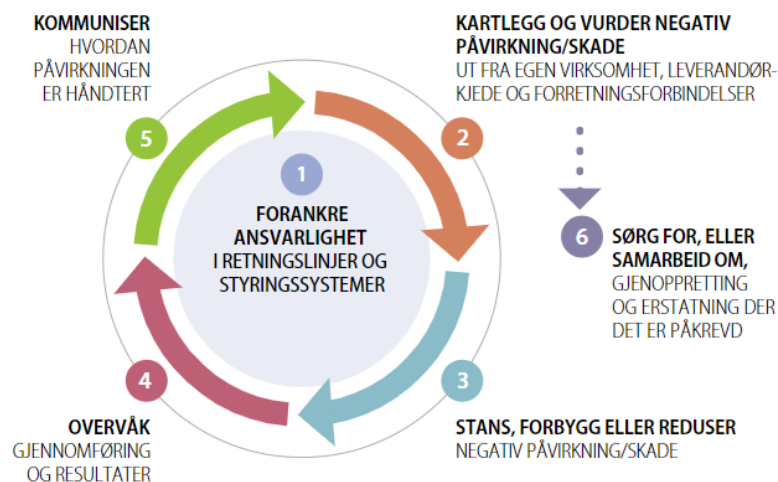 1
FORANKRE
ANSVARLIGHET
I RETNINGSLINJER OG
STYRINGSSYSTEMER
KARTLEGG OG VURDER NEGATIV
PÅVIRKNING/SKADE
UT FRA EGEN VIRKSOMHET, LEVERANDØR-
KJEDE OG FORRETNINGSFORBINDELSER
2
3
STANS, FORBYGG ELLER REDUSER
NEGATIV PÅVIRKNING/SKADE
4
OVERVÅK
GJENNOMFØRING
OG RESULTATER
5
KOMMUNISER
HVORDAN
PÅVIRKNINGEN
ER HÅNDTERT
6
SØRG FOR, ELLER
SAMARBEID OM,
GJENOPPRETTING
OG ERSTATNING DER
DET ER PÅKREVD